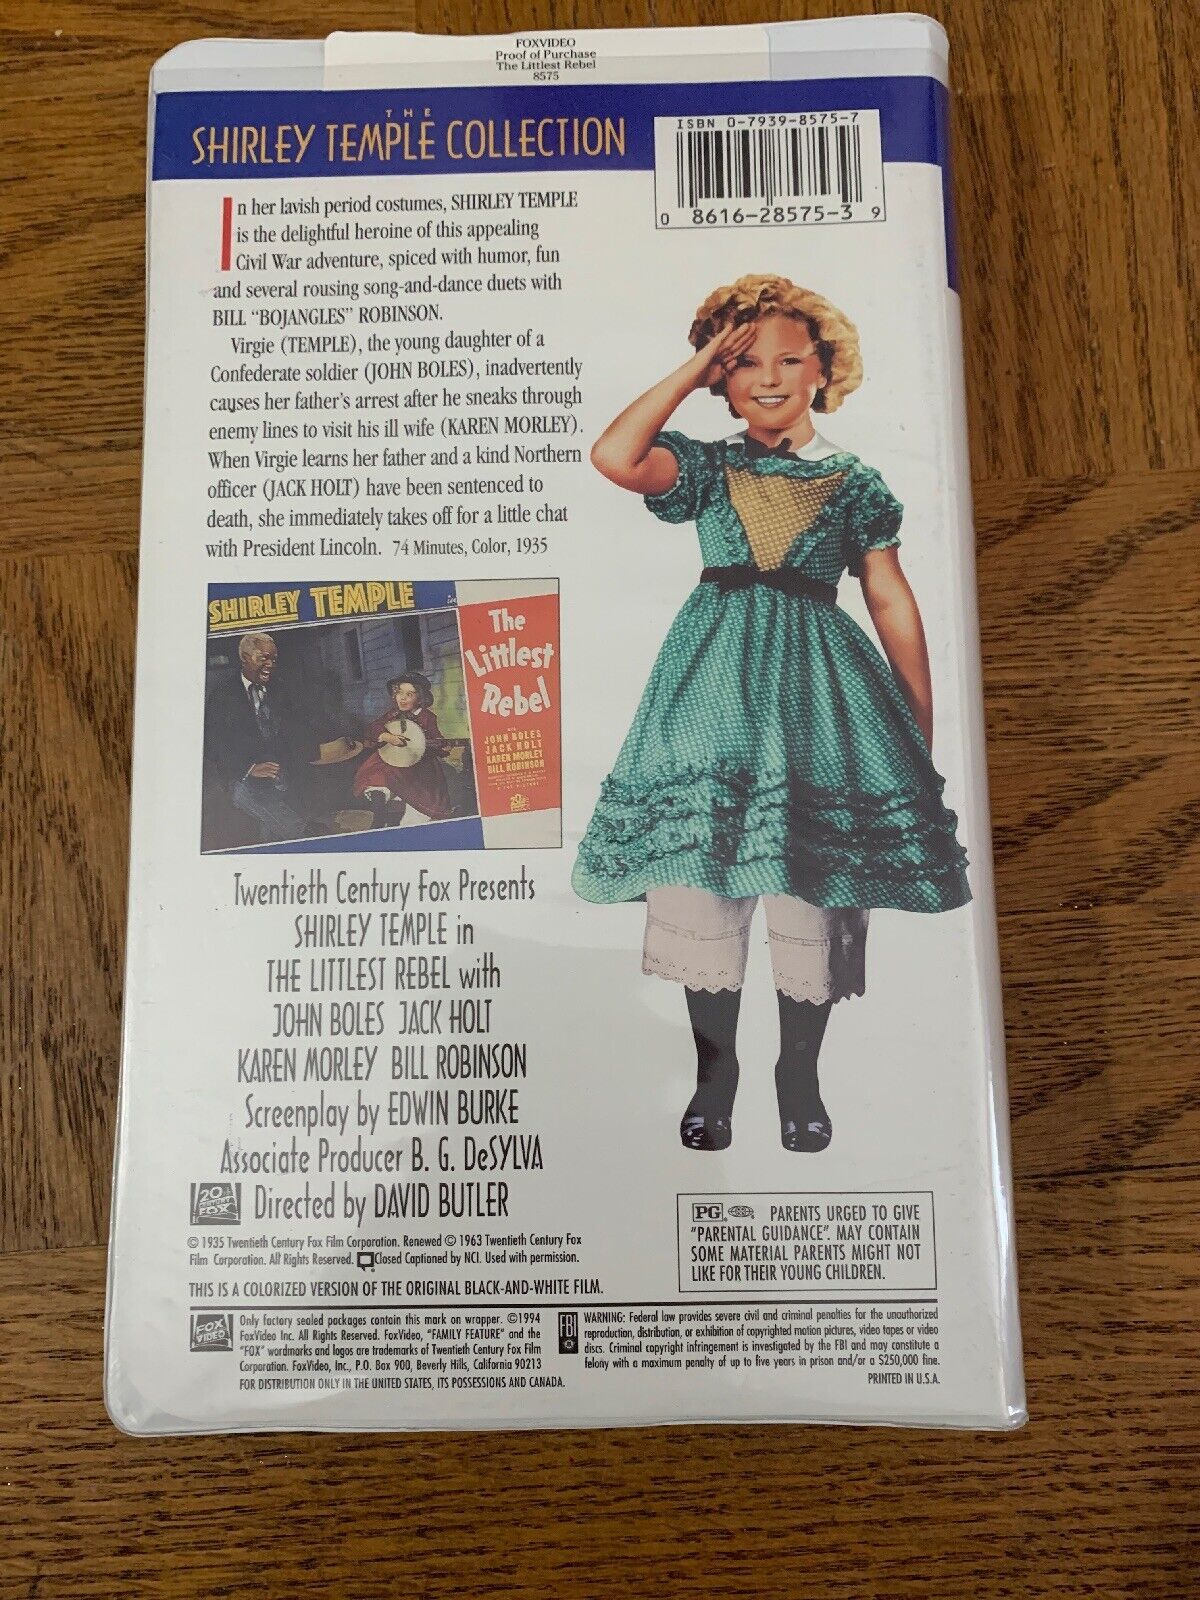 FOXVIDEO
Proof of Purchase
The Littlest Rebel
8575
THE
SHIRLEY TEMPLE COLLECTION
ISBN 0-7939-8575-7
0 8616-28575-3 9
In her lavish period costumes, SHIRLEY TEMPLE
is the delightful heroine of this appealing
Civil War adventure, spiced with humor, fun
and several rousing song-and-dance duets with
BILL "BOJANGLES" ROBINSON.
Virgie (TEMPLE), the young daughter of a
Confederate soldier (JOHN BOLES), inadvertently
causes her father's arrest after he sneaks through
enemy lines to visit his ill wife (KAREN MORLEY).
When Virgie learns her father and a kind Northern
officer (JACK HOLT) have been sentenced to
death, she immediately takes off for a little chat
with President Lincoln. 74 Minutes, Color, 1935
SHIRLEY TEMPLE
The
Littlest
Rebel
JOHN BOLES
JACK HOLT
KAREN MORLEY
BILL ROBINSON
Twentieth Century Fox Presents
SHIRLEY TEMPLE in
THE LITTLEST REBEL with
JOHN BOLES JACK HOLT
KAREN MORLEY BILL ROBINSON
Screenplay by EDWIN BURKE
Associate Producer B. G. DeSYLVA
20th CENTURY FOX Directed by DAVID BUTLER
© 1935 Twentieth Century Fox Film Corporation. Renewed © 1963 Twentieth Century Fox
Film Corporation. All Rights Reserved. Closed Captioned by NCI. Used with permission.
THIS IS A COLORIZED VERSION OF THE ORIGINAL BLACK-AND-WHITE FILM.
PG PARENTS URGED TO GIVE
"PARENTAL GUIDANCE". MAY CONTAIN
SOME MATERIAL PARENTS MIGHT NOT
LIKE FOR THEIR YOUNG CHILDREN.
FOX
VIDEO
Only factory sealed packages contain this mark on wrapper. ©1994
FoxVideo Inc. All Rights Reserved. FoxVideo, "FAMILY FEATURE" and the
"FOX" wordmarks and logos are trademarks of Twentieth Century Fox Film
Corporation. FoxVideo, Inc., P.O. Box 900, Beverly Hills, California 90213
FOR DISTRIBUTION ONLY IN THE UNITED STATES, ITS POSSESSIONS AND CANADA.
FBI
WARNING: Federal law provides severe civil and criminal penalties for the unauthorized
reproduction, distribution, or exhibition of copyrighted motion pictures, video tapes or video
discs. Criminal copyright infringement is investigated by the FBI and may constitute a
felony with a maximum penalty of up to five years in prison and/or a $250,000 fine.
PRINTED IN U.S.A.